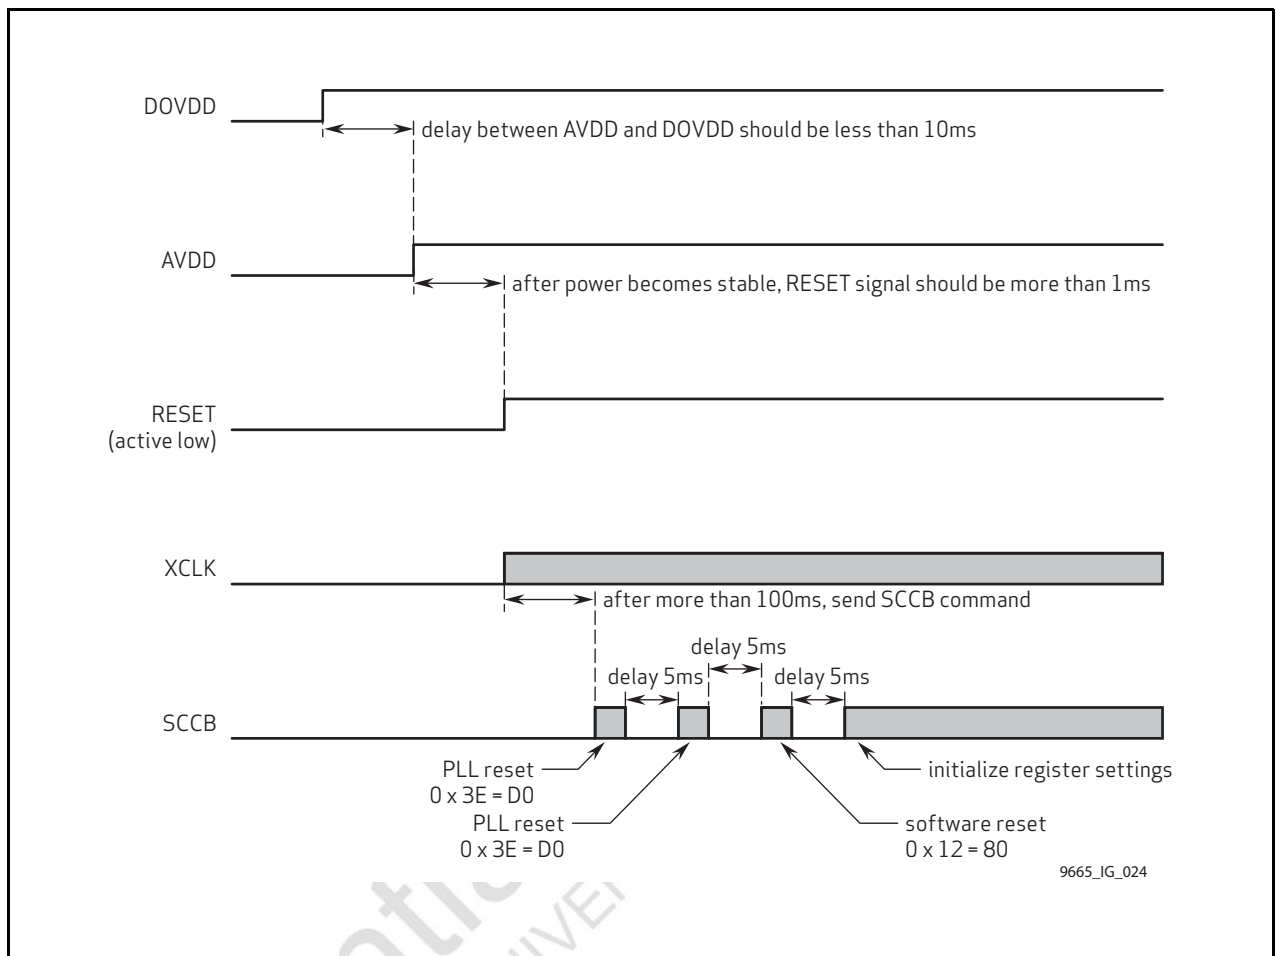 DOVDD
delay between AVDD and DOVDD should be less than 10ms
AVDD
after power becomes stable, RESET signal should be more than 1ms
RESET
(active low)
XCLK
after more than 100ms, send SCCB command
delay 5ms
delay 5ms
delay 5ms
SCCB
PLL reset
0 x 3E = D0
initialize register settings
PLL reset
0 x 3E = D0
software reset
0 x 12 = 80
9665_IG_024